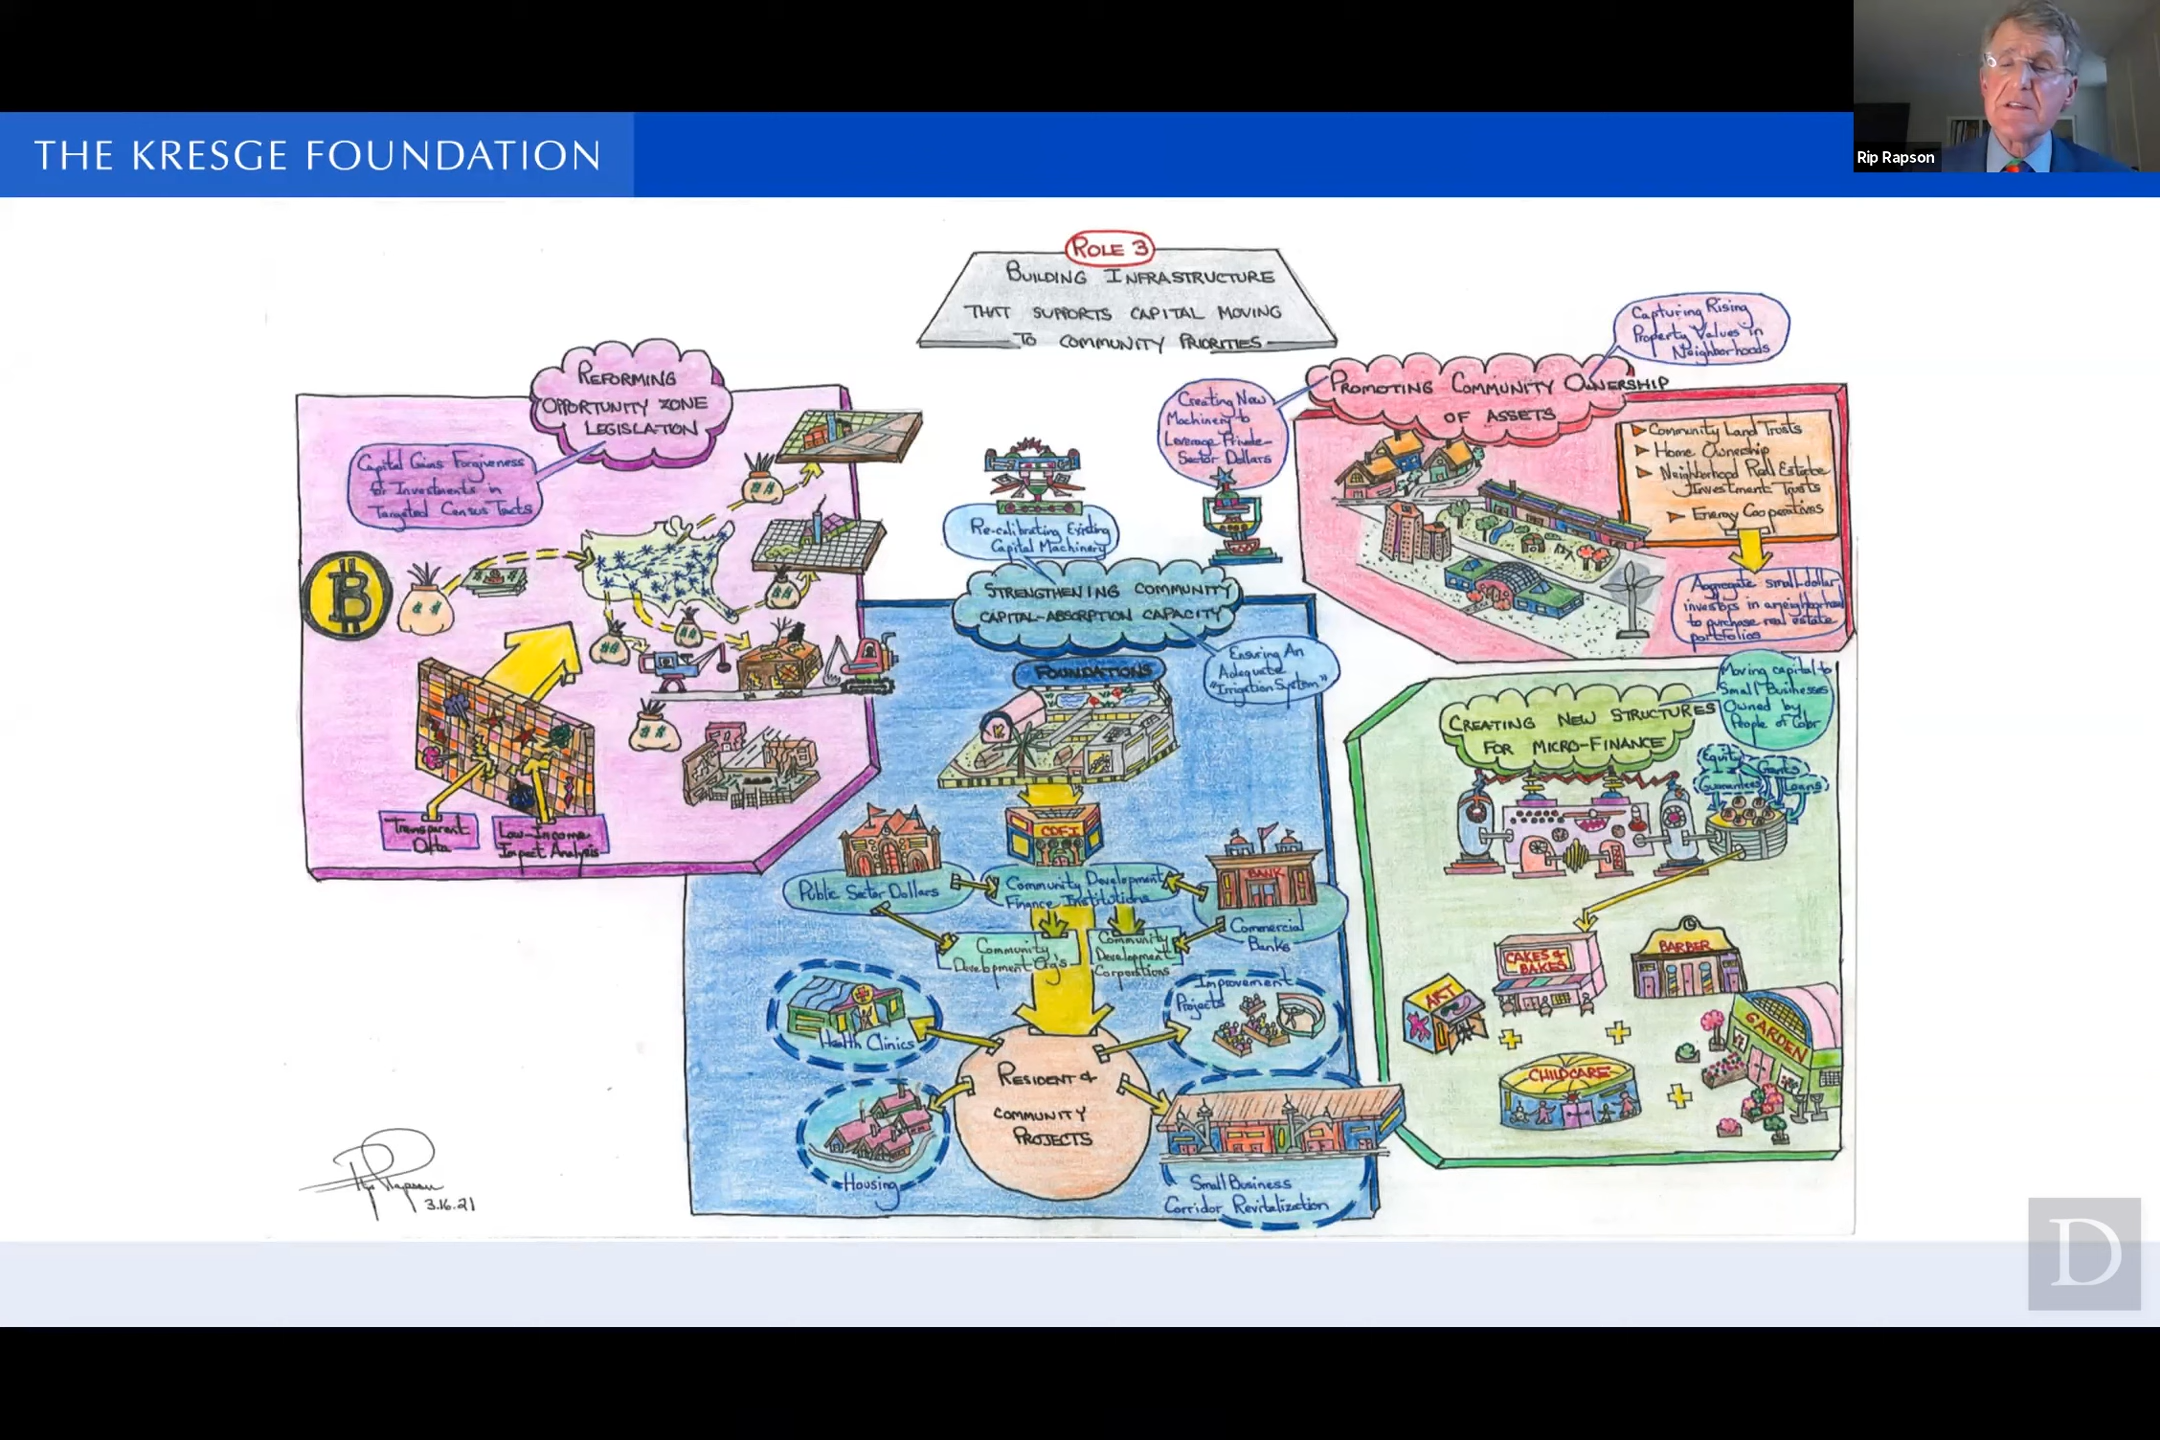 THE KRESGE FOUNDATION
Rip Rapson
ROLE 3
BUILDING INFRASTRUCTURE
THAT SUPPORTS CAPITAL MOVING
TO COMMUNITY PRIORITIES
REFORMING
OPPORTUNITY ZONE
LEGISLATION
Capital Gains Forgiveness
for Investments in
Targeted Census Tracts
B
Transparent
Data
Low-Income
Impact Analysis
Re-calibrating Existing
Capital Machinery
STRENGTHENING COMMUNITY
CAPITAL-ABSORPTION CAPACITY
Ensuring An
Adequate
"Irrigation System"
FOUNDATIONS
K
CDFI
Public Sector Dollars
Community Development
Finance Institutions
BANK
Commercial
Banks
Community
Development Org's
Community
Development
Corporations
Health Clinics
Improvement
Projects
RESIDENT &
COMMUNITY
PROJECTS
Housing
Small Business
Corridor Revitalization
Creating New
Machinery to
Leverage Private-
Sector Dollars
PROMOTING COMMUNITY OWNERSHIP
OF ASSETS
Capturing Rising
Property Values in
Neighborhoods
Community Land Trusts
Home Ownership
Neighborhood Real Estate
Investment Trusts
Energy Cooperatives
Aggregate small-dollar
investors in a neighborhood
to purchase real estate
portfolios
CREATING NEW STRUCTURES
FOR MICRO-FINANCE
Moving capital to
Small Businesses
Owned by
People of Color
Equity
Grants
Guarantees
Loans
CAKES &
BAKES
BARBER
ART
GARDEN
CHILDCARE
3.16.21
D